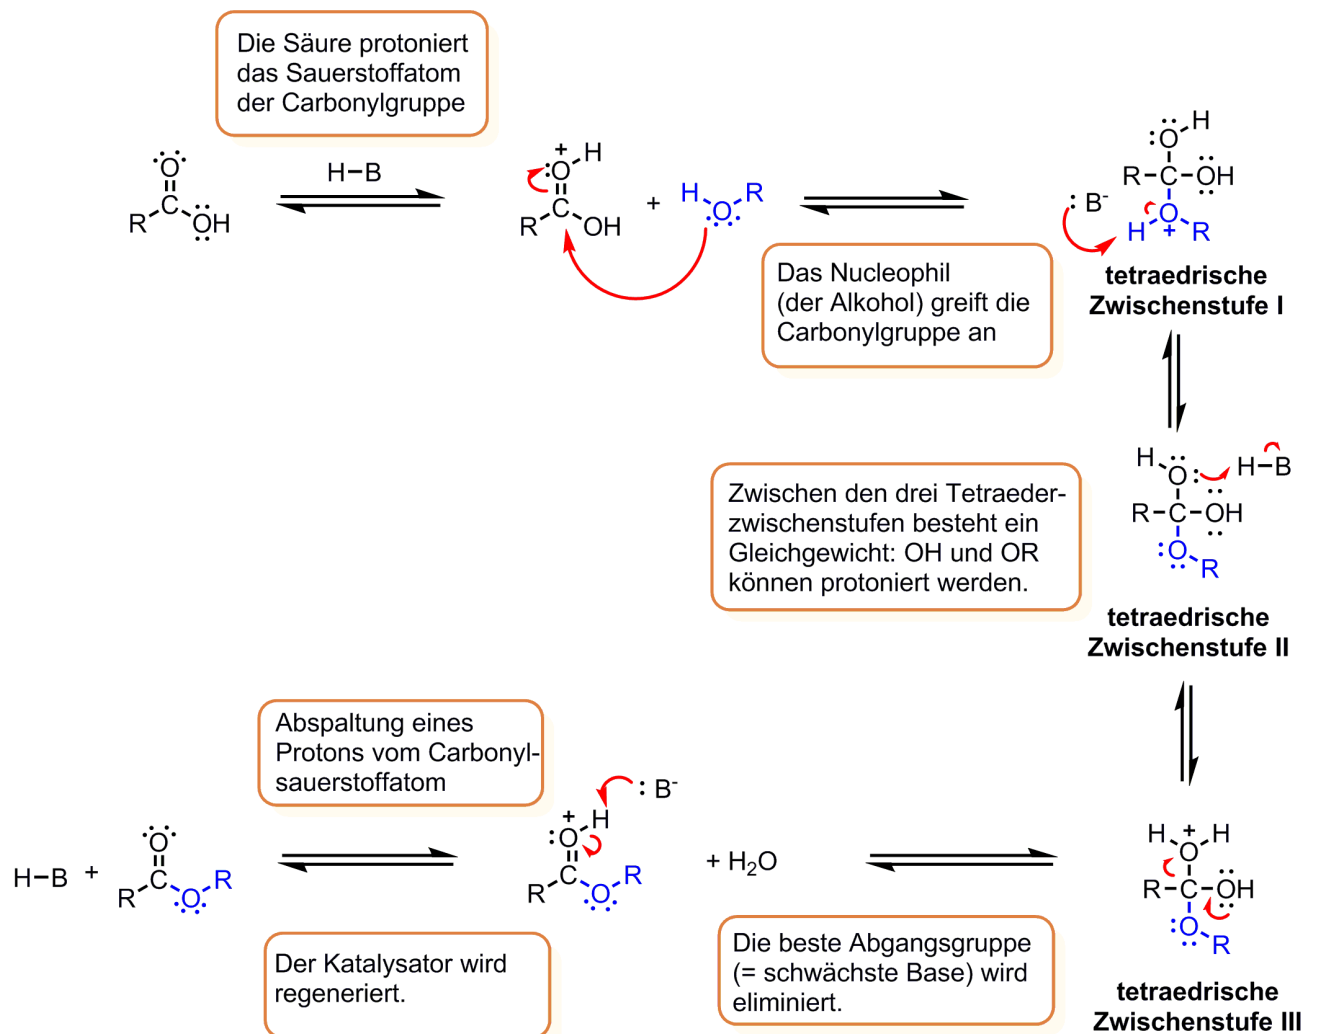 Die Säure protoniert
das Sauerstoffatom
der Carbonylgruppe
O
R C OH
H–B
+
O H
R C OH
+
H O R
:B-
O H
R–C–OH
H O R
+
tetraedrische
Zwischenstufe I
Das Nucleophil
(der Alkohol) greift die
Carbonylgruppe an
H O
H–B
R–C–OH
O R
tetraedrische
Zwischenstufe II
Zwischen den drei Tetraeder-
zwischenstufen besteht ein
Gleichgewicht: OH und OR
können protoniert werden.
H + H
O
R–C–OH
O R
tetraedrische
Zwischenstufe III
Die beste Abgangsgruppe
(= schwächste Base) wird
eliminiert.
+ H2O
:B-
+ H
O
R C O R
Abspaltung eines
Protons vom Carbonyl-
sauerstoffatom
H–B +
O
R C O R
Der Katalysator wird
regeneriert.